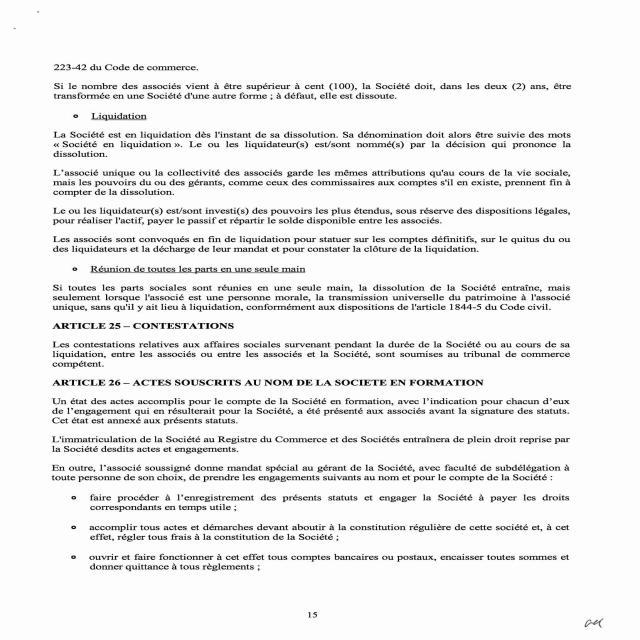 223-42 du Code de commerce.
Si le nombre des associés vient à être supérieur à cent (100), la Société doit, dans les deux (2) ans, être
transformée en une Société d'une autre forme ; à défaut, elle est dissoute.
Liquidation
La Société est en liquidation dès l'instant de sa dissolution. Sa dénomination doit alors être suivie des mots
« Société en liquidation ». Le ou les liquidateur(s) est/sont nommé(s) par la décision qui prononce la
dissolution.
L'associé unique ou la collectivité des associés garde les mêmes attributions qu'au cours de la vie sociale,
mais les pouvoirs du ou des gérants, comme ceux des commissaires aux comptes s'il en existe, prennent fin à
compter de la dissolution.
Le ou les liquidateur(s) est/sont investi(s) des pouvoirs les plus étendus, sous réserve des dispositions légales,
pour réaliser l'actif, payer le passif et répartir le solde disponible entre les associés.
Les associés sont convoqués en fin de liquidation pour statuer sur les comptes définitifs, sur le quitus du ou
des liquidateurs et la décharge de leur mandat et pour constater la clôture de la liquidation.
Réunion de toutes les parts en une seule main
Si toutes les parts sociales sont réunies en une seule main, la dissolution de la Société entraîne, mais
seulement lorsque l'associé est une personne morale, la transmission universelle du patrimoine à l'associé
unique, sans qu'il y ait lieu à liquidation, conformément aux dispositions de l'article 1844-5 du Code civil.
ARTICLE 25 – CONTESTATIONS
Les contestations relatives aux affaires sociales survenant pendant la durée de la Société ou au cours de sa
liquidation, entre les associés ou entre les associés et la Société, sont soumises au tribunal de commerce
compétent.
ARTICLE 26 – ACTES SOUSCRITS AU NOM DE LA SOCIETE EN FORMATION
Un état des actes accomplis pour le compte de la Société en formation, avec l'indication pour chacun d'eux
de l'engagement qui en résulterait pour la Société, a été présenté aux associés avant la signature des statuts.
Cet état est annexé aux présents statuts.
L'immatriculation de la Société au Registre du Commerce et des Sociétés entraînera de plein droit reprise par
la Société desdits actes et engagements.
En outre, l'associé soussigné donne mandat spécial au gérant de la Société, avec faculté de subdélégation à
toute personne de son choix, de prendre les engagements suivants au nom et pour le compte de la Société :
faire procéder à l'enregistrement des présents statuts et engager la Société à payer les droits
correspondants en temps utile ;
accomplir tous actes et démarches devant aboutir à la constitution régulière de cette société et, à cet
effet, régler tous frais à la constitution de la Société ;
ouvrir et faire fonctionner à cet effet tous comptes bancaires ou postaux, encaisser toutes sommes et
donner quittance à tous règlements ;
15